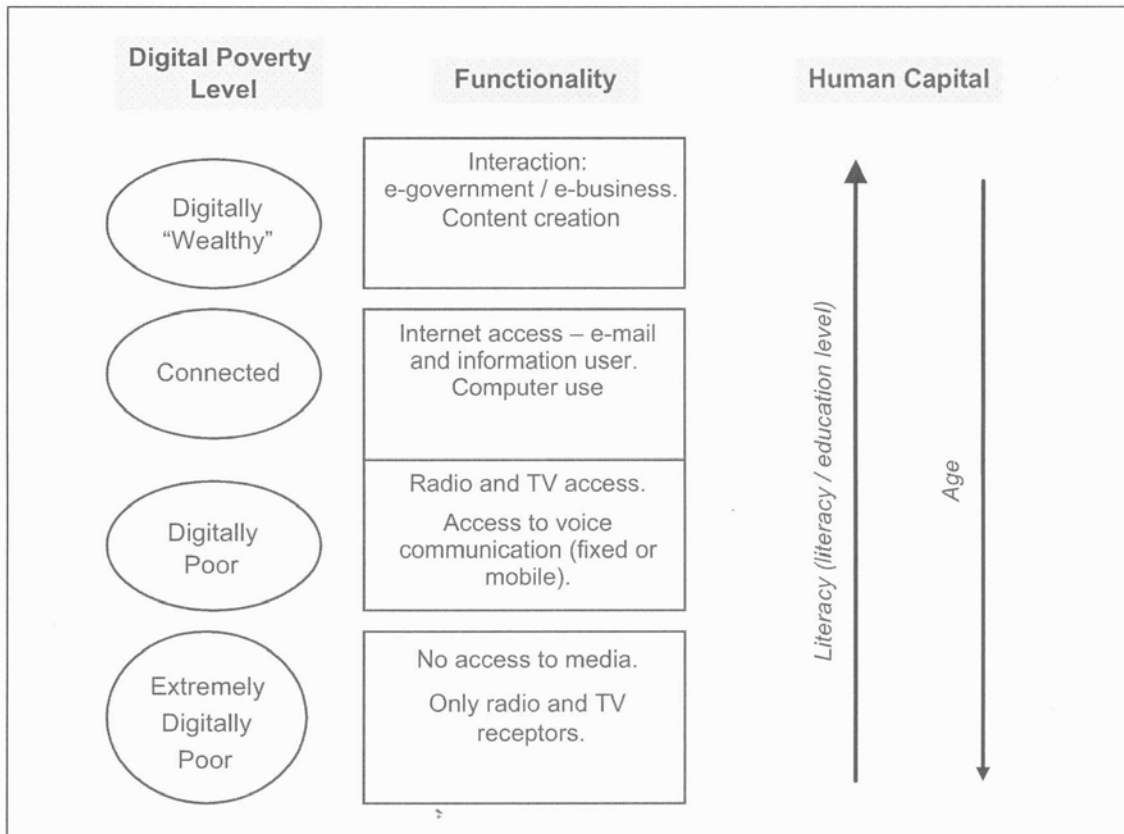 Digital Poverty
Level
Functionality
Human Capital
Digitally
“Wealthy”
Interaction:
e-government / e-business.
Content creation
Connected
Internet access – e-mail
and information user.
Computer use
Digitally
Poor
Radio and TV access.
Access to voice
communication (fixed or
mobile).
Extremely
Digitally
Poor
No access to media.
Only radio and TV
receptors.
Literacy (literacy / education level)
Age